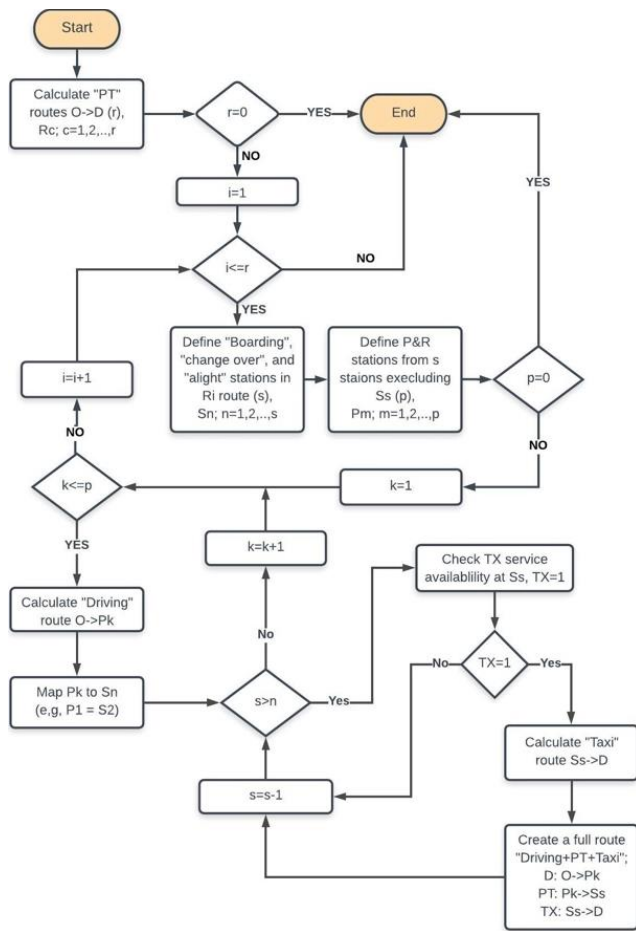 Start
Calculate "PT"
routes O->D (r),
Rc; c=1,2,..,r
r=0
YES
End
NO
i=1
YES
i<=r
NO
YES
Define "Boarding",
"change over", and
"alight" stations in
Ri route (s),
Sn; n=1,2,..,s
Define P&R
stations from s
staions execluding
Ss (p),
Pm; m=1,2,..,p
p=0
i=i+1
NO
NO
k<=p
k=1
YES
k=k+1
Check TX service
availablility at Ss, TX=1
Calculate "Driving"
route O->Pk
No
No
TX=1
Yes
Map Pk to Sn
(e,g, P1 = S2)
s>n
Yes
Calculate "Taxi"
route Ss->D
s=s-1
Create a full route
"Driving+PT+Taxi";
D: O->Pk
PT: Pk->Ss
TX: Ss->D